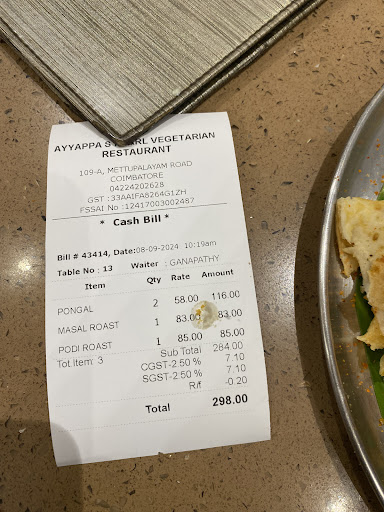 AYYAPPA S VEGETARIAN
RESTAURANT
109-A, METTUPALAYAM ROAD
COIMBATORE
04224202628
GST :33AAIFA8264G1ZH
FSSAI No :12417003002487
* Cash Bill *
Bill # 43414, Date:08-09-2024 10:19am
Table No : 13 Waiter : GANAPATHY
Item Qty Rate Amount
PONGAL 2 58.00 116.00
MASAL ROAST 1 83.00 83.00
PODI ROAST 1 85.00 85.00
Tot Item: 3 Sub Total 284.00
CGST-2.50 % 7.10
SGST-2.50 % 7.10
R/f -0.20
Total 298.00